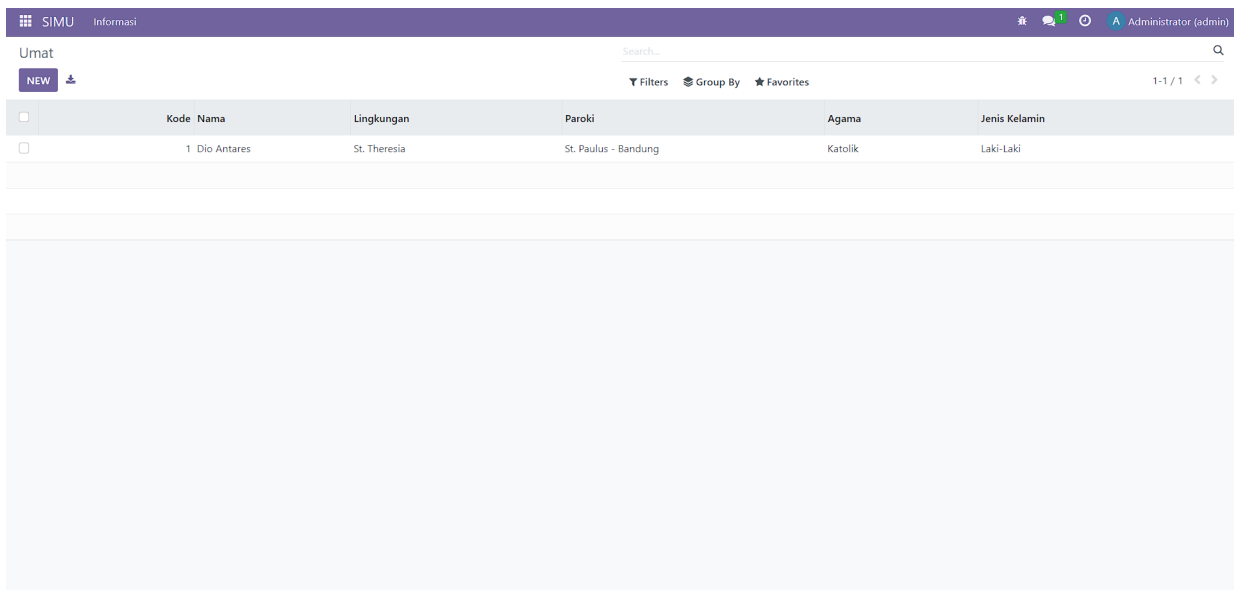 SIMU Informasi 1 A Administrator (admin)
Umat Search...
NEW Filters Group By Favorites 1-1 / 1
Kode Nama Lingkungan Paroki Agama Jenis Kelamin
1 Dio Antares St. Theresia St. Paulus - Bandung Katolik Laki-Laki